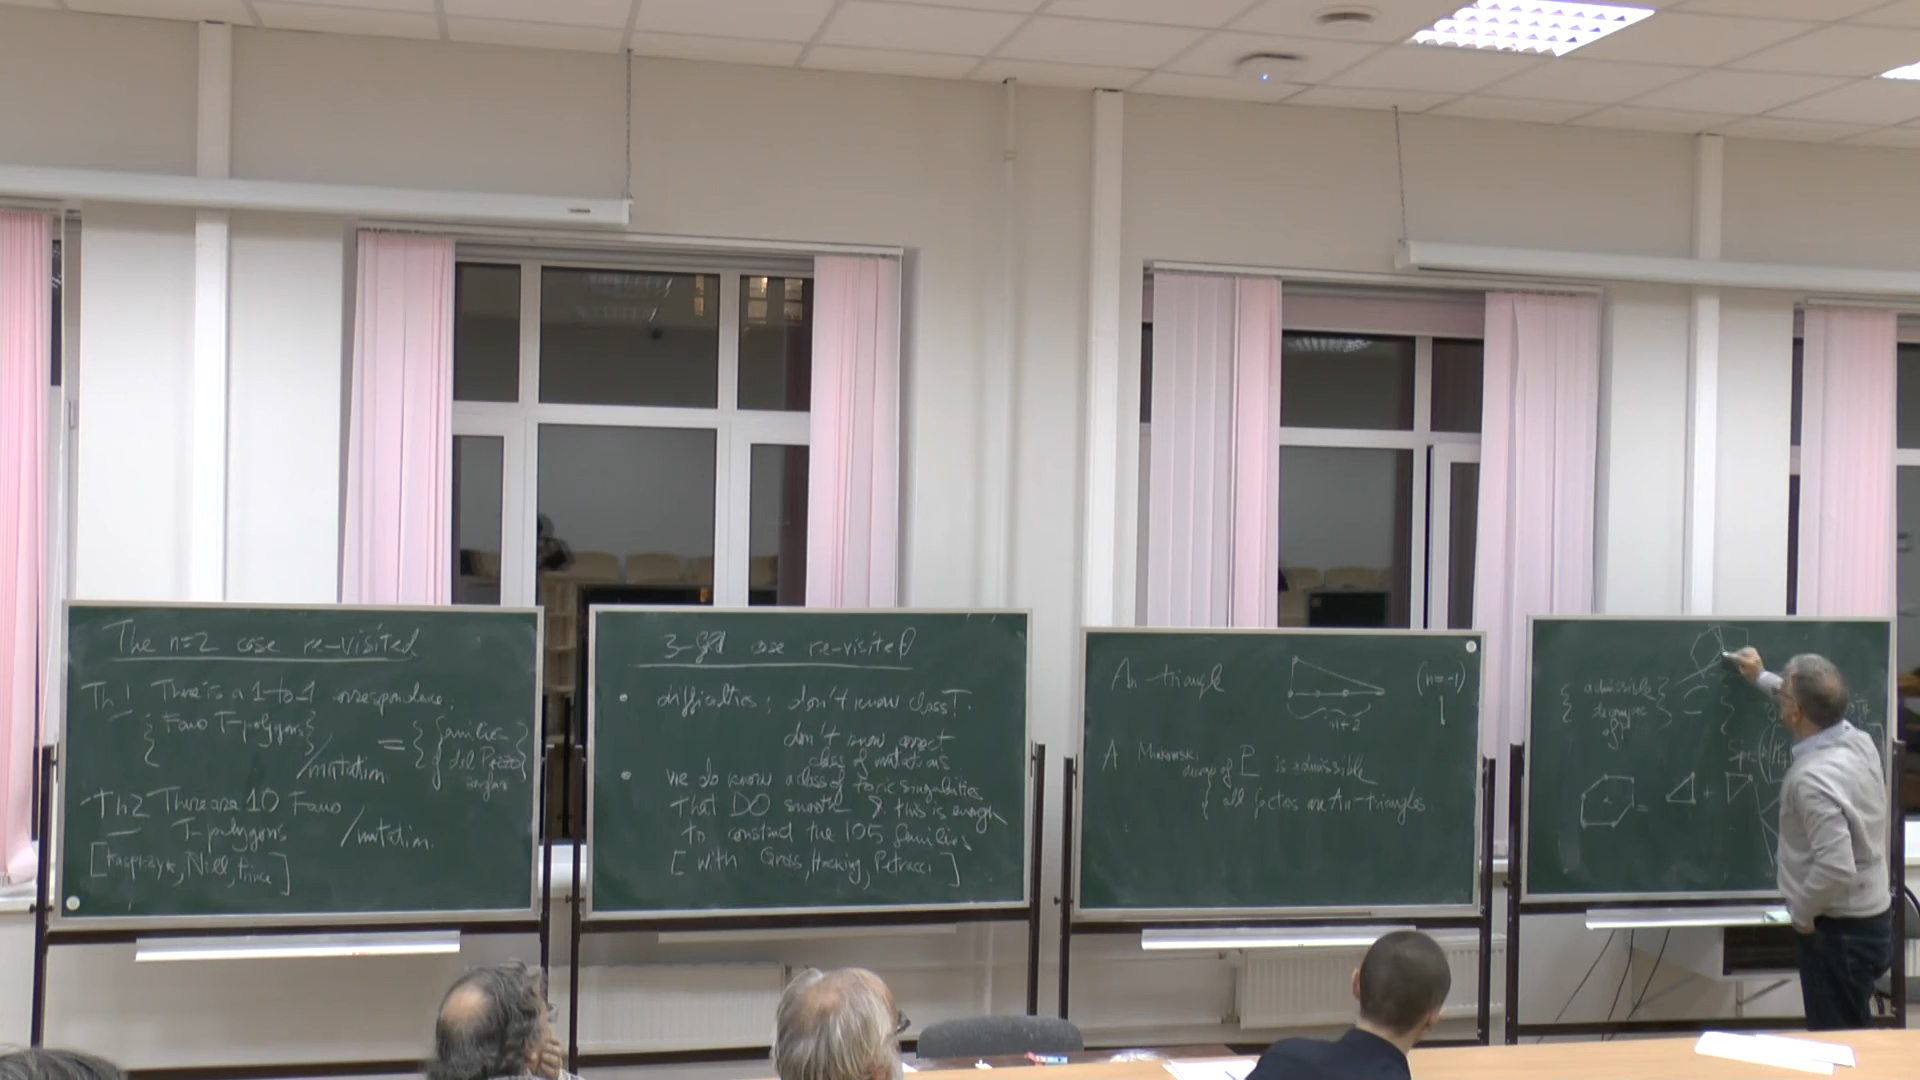 The n=2 case re-visited
Th 1 There is a 1-to-1 correspondence:
{Fano T-polygons}/mutation = {families of del Pezzo surfaces}
Th 2 There are 10 Fano
T-polygons /mutation.
[Kasprzyk, Nill, Prince]
3-fold case re-visited
• difficulties: don't know class T.
don't know correct
class of mutations
• we do know a class of toric singularities
that DO smooth & this is enough
to construct the 105 families
[with Gross, Hacking, Petracci]
An-triangle
n+2
(n=-1)
A Minkowski
decomp of P is admissible
if all factors are An-triangles
{admissible
of
= +